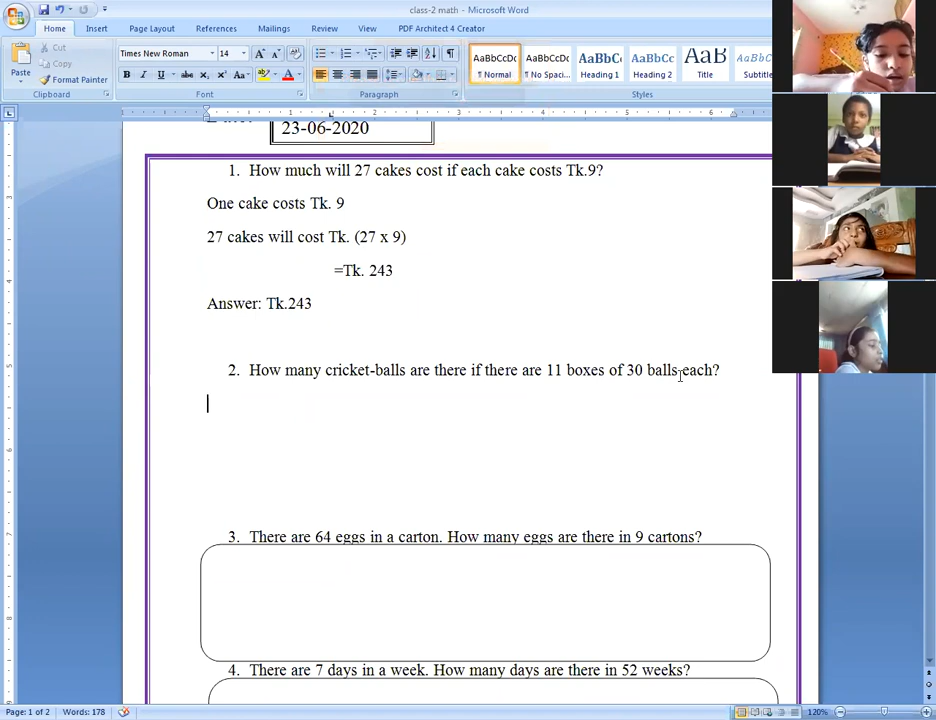 class-2 math - Microsoft Word
Home Insert Page Layout References Mailings Review View PDF Architect 4 Creator
Cut
Copy
Format Painter
Paste
Clipboard
Times New Roman 14
Font
Paragraph
AaBbCcDc AaBbCcDc AaBbC AaBbCc AaB AaBbCc
¶ Normal ¶ No Spaci... Heading 1 Heading 2 Title Subtitle
Styles
23-06-2020
1. How much will 27 cakes cost if each cake costs Tk.9?
One cake costs Tk. 9
27 cakes will cost Tk. (27 x 9)
=Tk. 243
Answer: Tk.243
2. How many cricket-balls are there if there are 11 boxes of 30 balls each?
3. There are 64 eggs in a carton. How many eggs are there in 9 cartons?
4. There are 7 days in a week. How many days are there in 52 weeks?
Page: 1 of 2 Words: 178 120%